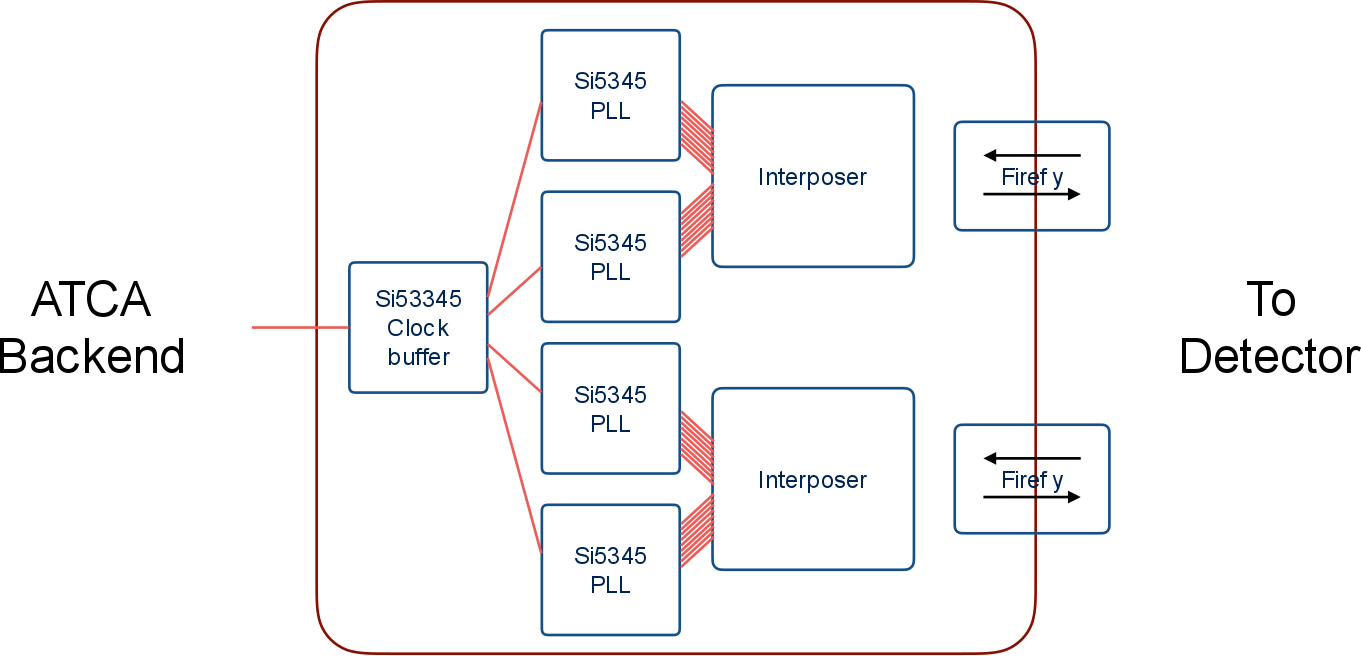 Si5345
PLL
Interposer
Firef y
Si5345
PLL
ATCA
Backend
Si53345
Clock
buffer
To
Detector
Si5345
PLL
Interposer
Firef y
Si5345
PLL